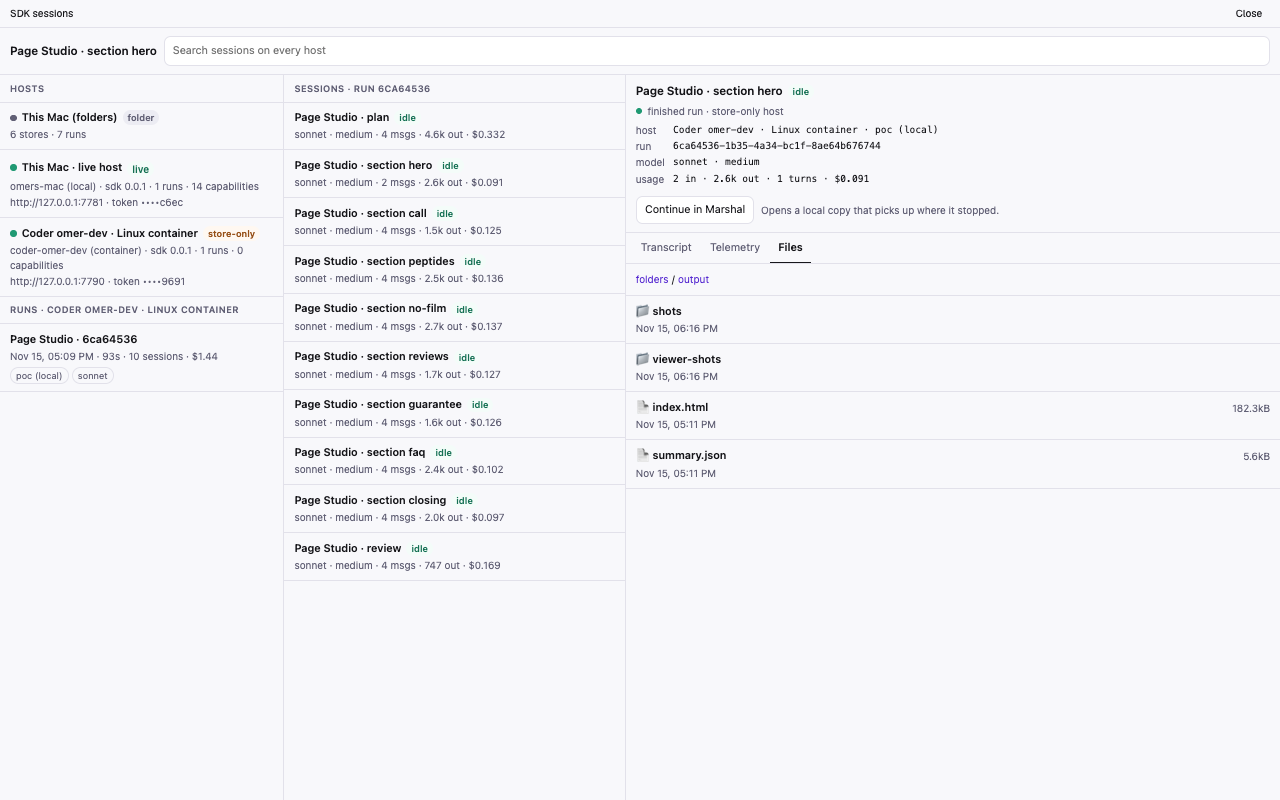 SDK sessions
Close
Page Studio · section hero
Search sessions on every host
HOSTS
This Mac (folders) folder
6 stores · 7 runs
This Mac · live host live
omers-mac (local) · sdk 0.0.1 · 1 runs · 14 capabilities
http://127.0.0.1:7781 · token ····c6ec
Coder omer-dev · Linux container store-only
coder-omer-dev (container) · sdk 0.0.1 · 1 runs · 0
capabilities
http://127.0.0.1:7790 · token ····9691
RUNS · CODER OMER-DEV · LINUX CONTAINER
Page Studio · 6ca64536
Nov 15, 05:09 PM · 93s · 10 sessions · $1.44
poc (local) sonnet
SESSIONS · RUN 6CA64536
Page Studio · plan idle
sonnet · medium · 4 msgs · 4.6k out · $0.332
Page Studio · section hero idle
sonnet · medium · 2 msgs · 2.6k out · $0.091
Page Studio · section call idle
sonnet · medium · 4 msgs · 1.5k out · $0.125
Page Studio · section peptides idle
sonnet · medium · 4 msgs · 2.5k out · $0.136
Page Studio · section no-film idle
sonnet · medium · 4 msgs · 2.7k out · $0.137
Page Studio · section reviews idle
sonnet · medium · 4 msgs · 1.7k out · $0.127
Page Studio · section guarantee idle
sonnet · medium · 4 msgs · 1.6k out · $0.126
Page Studio · section faq idle
sonnet · medium · 4 msgs · 2.4k out · $0.102
Page Studio · section closing idle
sonnet · medium · 4 msgs · 2.0k out · $0.097
Page Studio · review idle
sonnet · medium · 4 msgs · 747 out · $0.169
Page Studio · section hero idle
finished run · store-only host
host Coder omer-dev · Linux container · poc (local)
run 6ca64536-1b35-4a34-bc1f-8ae64b676744
model sonnet · medium
usage 2 in · 2.6k out · 1 turns · $0.091
Continue in Marshal Opens a local copy that picks up where it stopped.
Transcript Telemetry Files
folders / output
shots
Nov 15, 06:16 PM
viewer-shots
Nov 15, 06:16 PM
index.html 182.3kB
Nov 15, 05:11 PM
summary.json 5.6kB
Nov 15, 05:11 PM